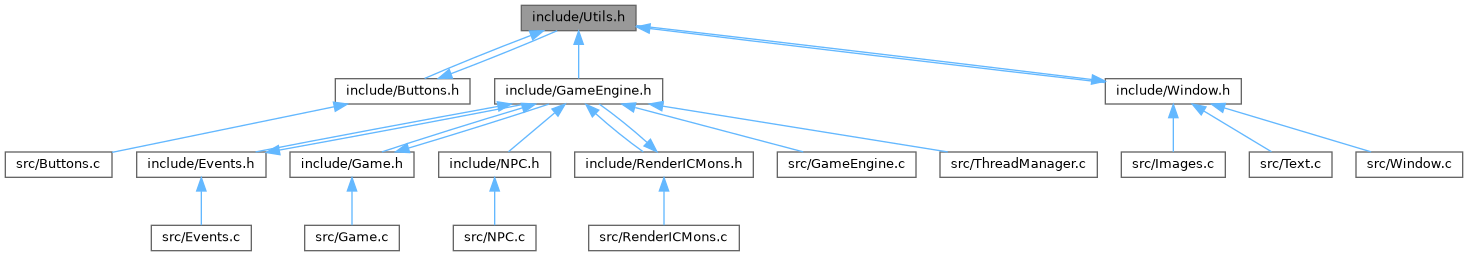 include/Utils.h
include/Buttons.h
include/GameEngine.h
include/Window.h
src/Buttons.c
include/Events.h
include/Game.h
include/NPC.h
include/RenderICMons.h
src/GameEngine.c
src/ThreadManager.c
src/Images.c
src/Text.c
src/Window.c
src/Events.c
src/Game.c
src/NPC.c
src/RenderICMons.c